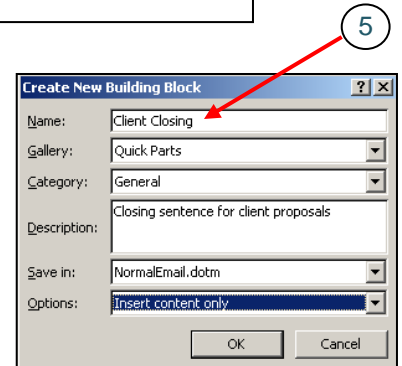 5
Create New Building Block
Name: Client Closing
Gallery: Quick Parts
Category: General
Description: Closing sentence for client proposals
Save in: NormalEmail.dotm
Options: Insert content only
OK Cancel